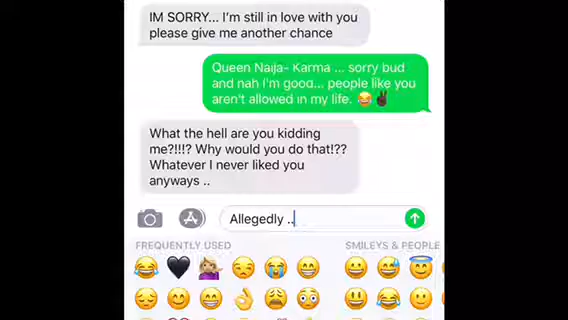 IM SORRY... I'm still in love with you
please give me another chance
Queen Naija- Karma ... sorry bud
and nah I'm good... people like you
aren't allowed in my life. 😂✌🏿
What the hell are you kidding
me?!!!? Why would you do that!??
Whatever I never liked you
anyways ..
Allegedly ..
FREQUENTLY USED
SMILEYS & PEOPLE